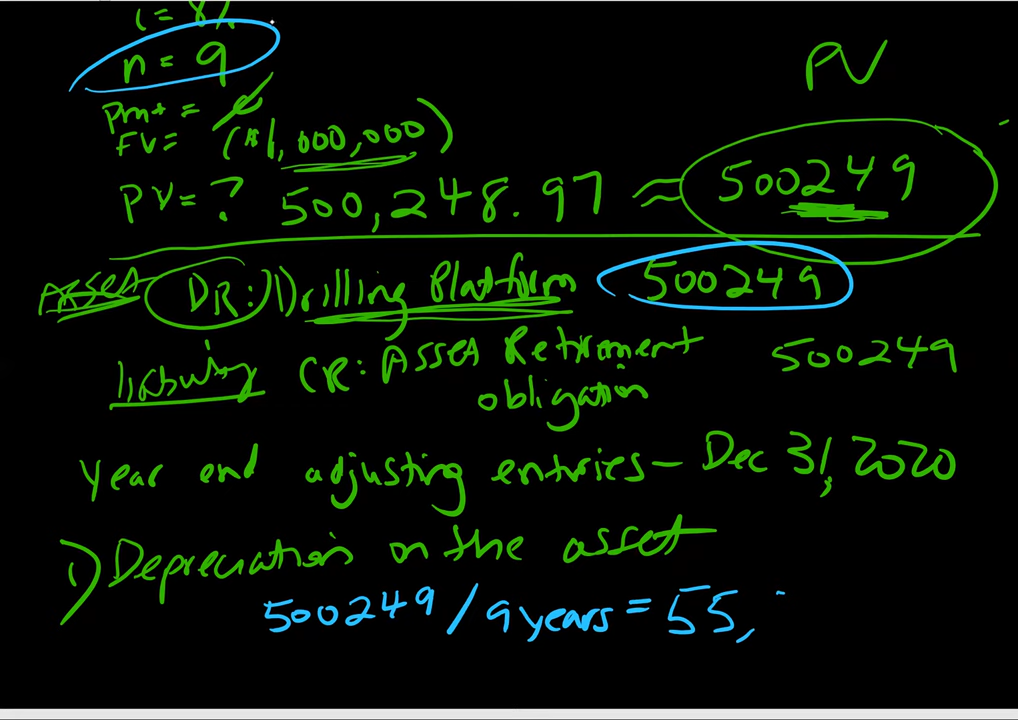 i = 8%
n = 9
PV
Pmt = 0
FV = ($1,000,000)
PV = ? 500,248.97 ≈ 500249
Asset DR: Drilling Platform 500249
liability CR: Asset Retirement 500249
obligation
year end adjusting entries - Dec 31, 2020
1) Depreciation on the asset
500249 / 9 years = 55,